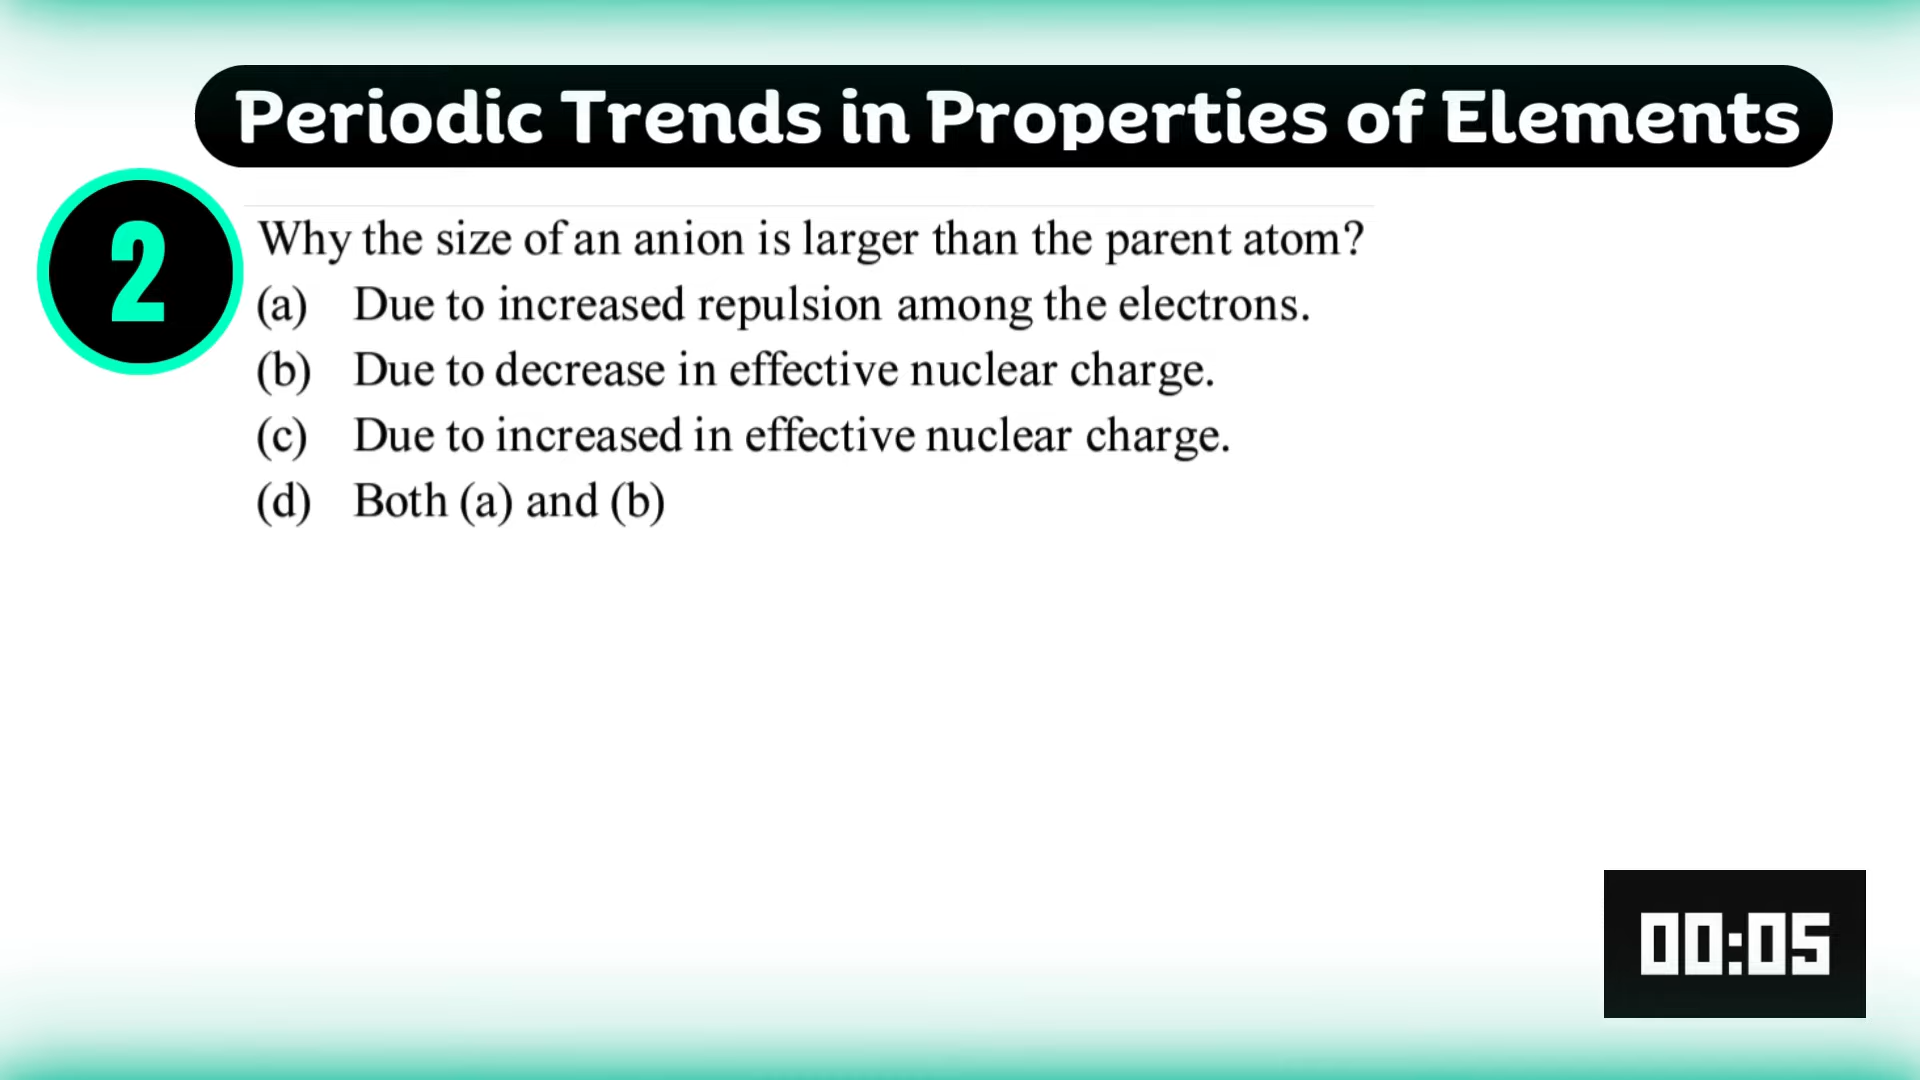 Periodic Trends in Properties of Elements
2
Why the size of an anion is larger than the parent atom?
(a) Due to increased repulsion among the electrons.
(b) Due to decrease in effective nuclear charge.
(c) Due to increased in effective nuclear charge.
(d) Both (a) and (b)
00:05